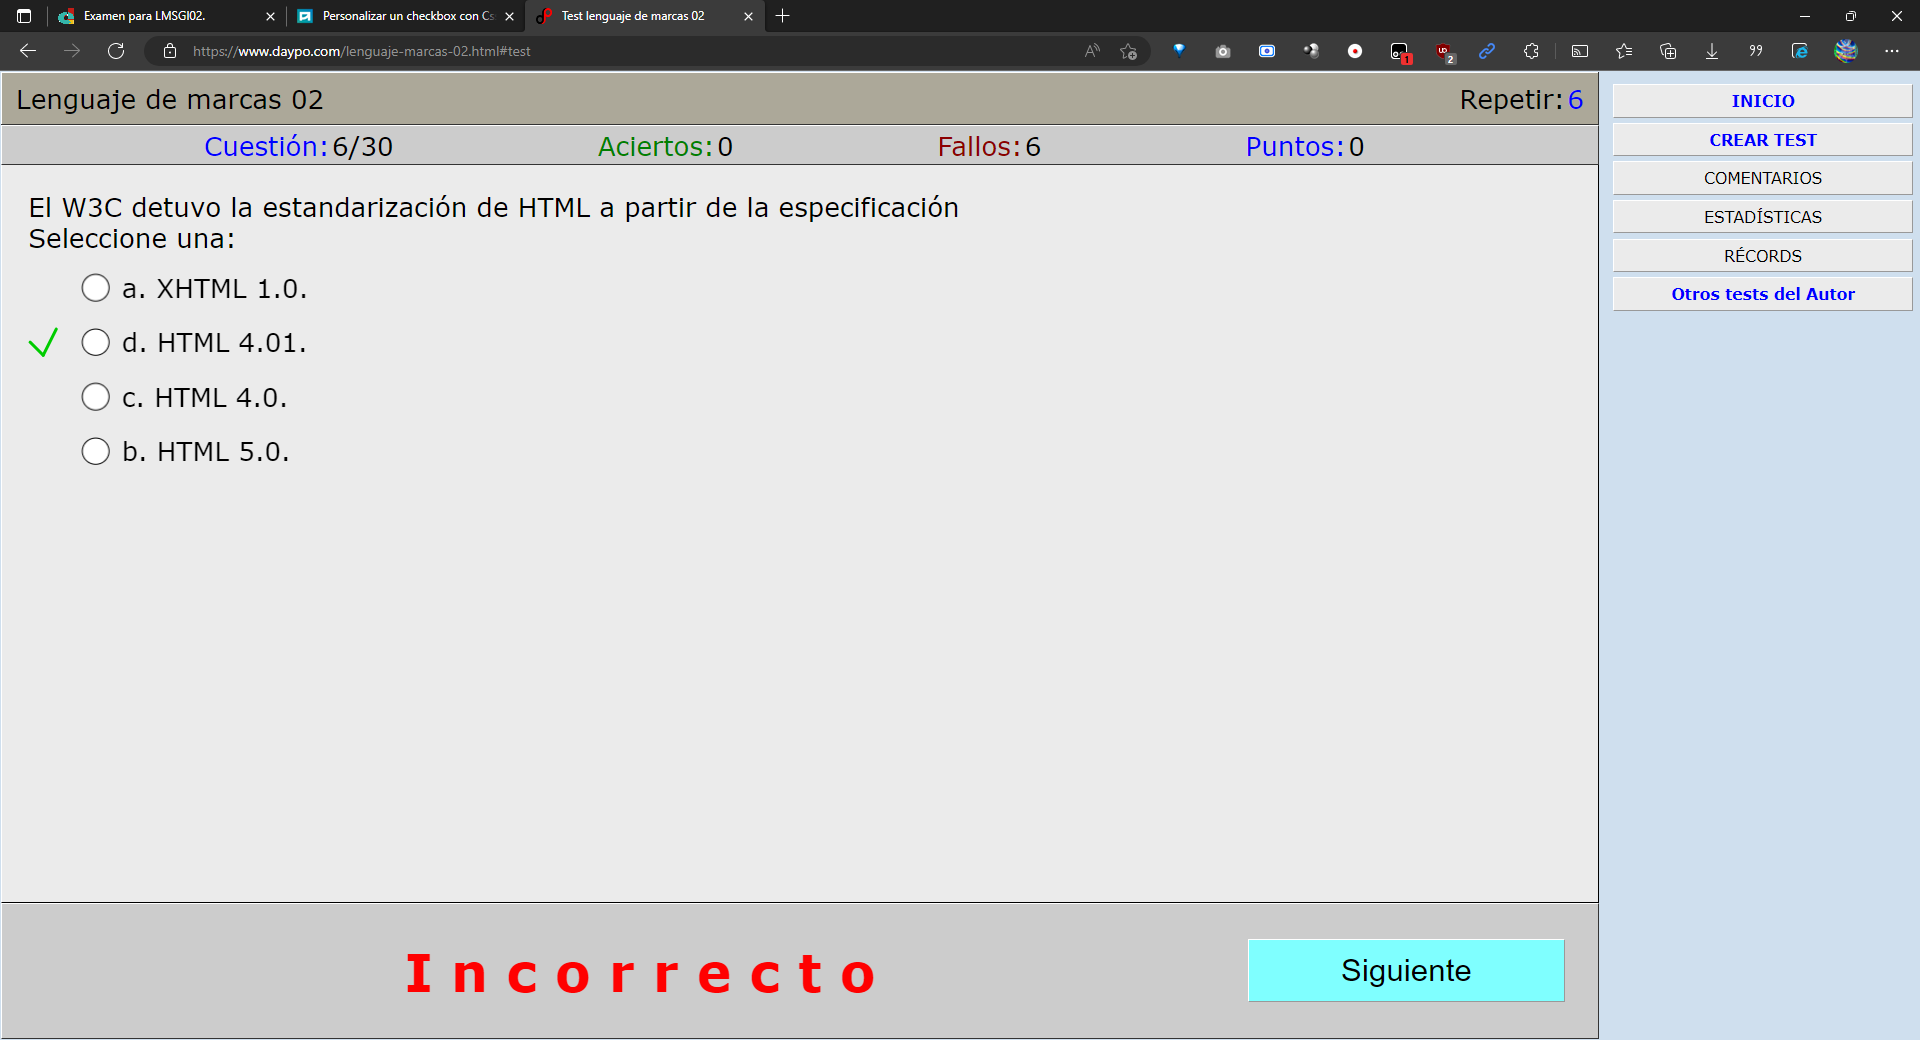 Examen para LMSGI02.
Personalizar un checkbox con Cs
Test lenguaje de marcas 02
https://www.daypo.com/lenguaje-marcas-02.html#test
1
2
Lenguaje de marcas 02
Repetir: 6
Cuestión: 6/30
Aciertos: 0
Fallos: 6
Puntos: 0
El W3C detuvo la estandarización de HTML a partir de la especificación
Seleccione una:
a. XHTML 1.0.
d. HTML 4.01.
c. HTML 4.0.
b. HTML 5.0.
Incorrecto
Siguiente
INICIO
CREAR TEST
COMENTARIOS
ESTADÍSTICAS
RÉCORDS
Otros tests del Autor